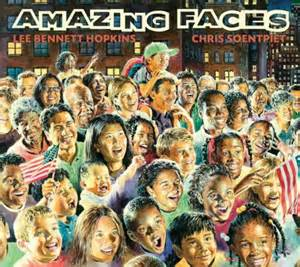 AMAZING FACES
LEE BENNETT HOPKINS CHRIS SOENTPIET